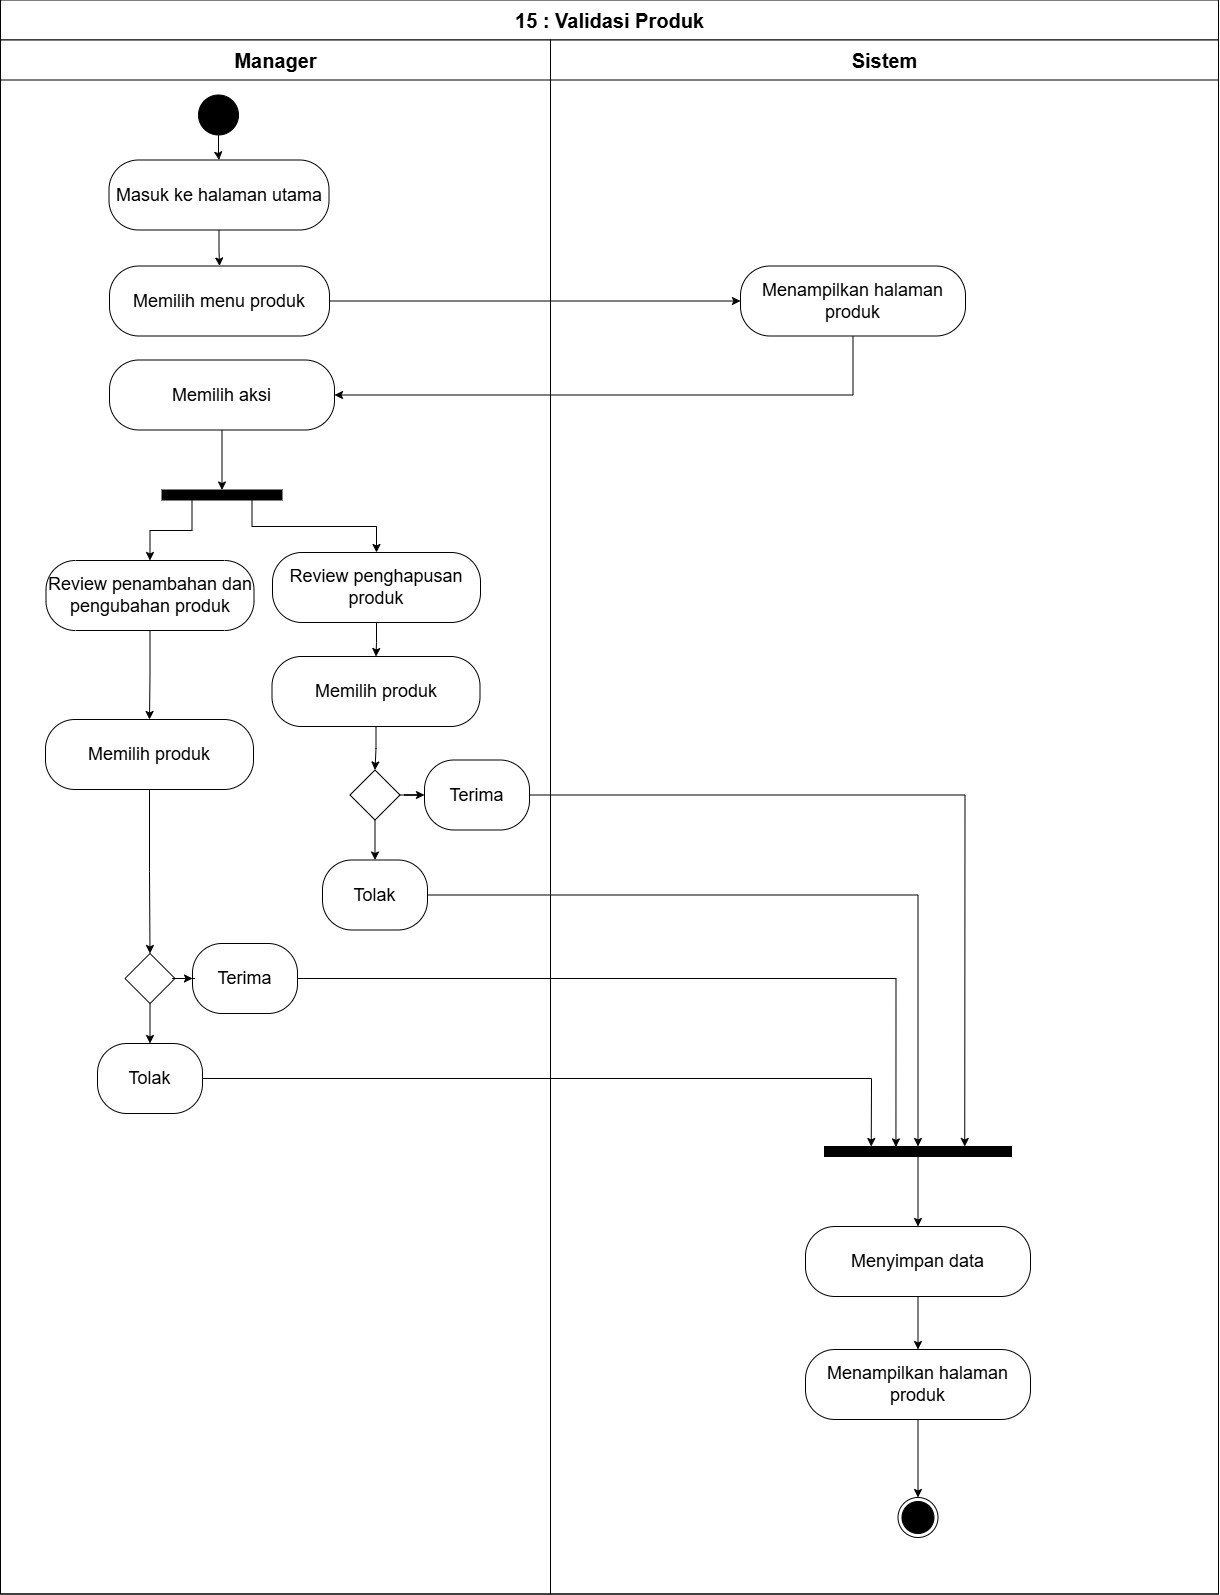 15 : Validasi Produk
Manager
Sistem
Masuk ke halaman utama
Memilih menu produk
Menampilkan halaman
produk
Memilih aksi
Review penambahan dan
pengubahan produk
Review penghapusan
produk
Memilih produk
Memilih produk
Terima
Tolak
Terima
Tolak
Menyimpan data
Menampilkan halaman
produk